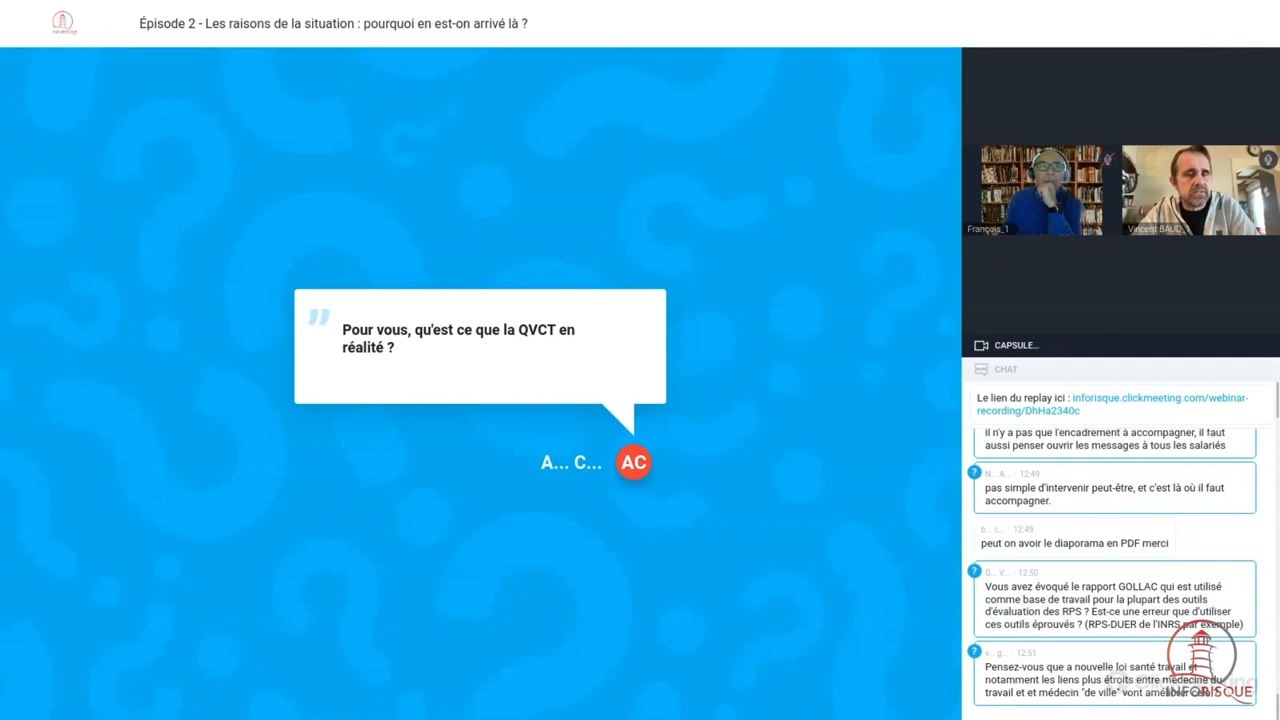 Épisode 2 - Les raisons de la situation : pourquoi en est-on arrivé là ?
Pour vous, qu'est ce que la QVCT en
réalité ?
A... C...
AC
François_1
Vincent BAUD_1
CAPSULE...
CHAT
Le lien du replay ici : inforisque.clickmeeting.com/webinar-
recording/DhHa2340c
il n'y a pas que l'encadrement à accompagner, il faut
aussi penser ouvrir les messages à tous les salariés
?
N... A... · 12:49
pas simple d'intervenir peut-être, et c'est là où il faut
accompagner.
b... c... · 12:49
peut on avoir le diaporama en PDF merci
?
G... V... · 12:50
Vous avez évoqué le rapport GOLLAC qui est utilisé
comme base de travail pour la plupart des outils
d'évaluation des RPS ? Est-ce une erreur que d'utiliser
ces outils éprouvés ? (RPS-DUER de l'INRS par exemple)
?
v... g... · 12:51
Pensez-vous que a nouvelle loi santé travail et
notamment les liens plus étroits entre médecine du
travail et et médecin "de ville" vont améliorer
INFORISQUE